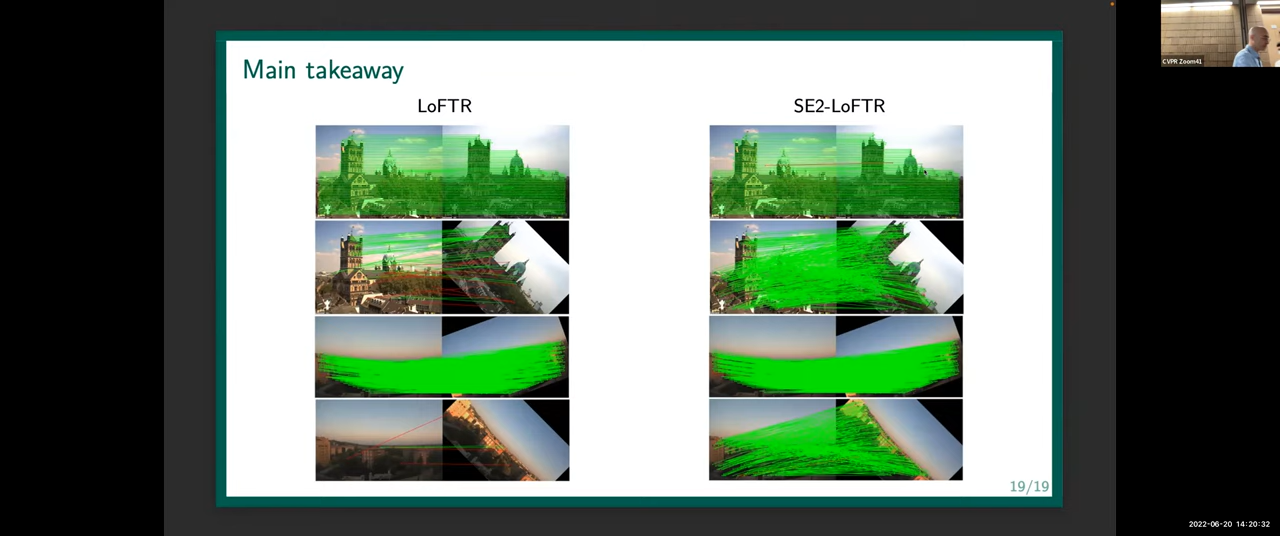 Main takeaway
LoFTR
SE2-LoFTR
19/19
CVPR Zoom41
2022-06-20 14:20:32